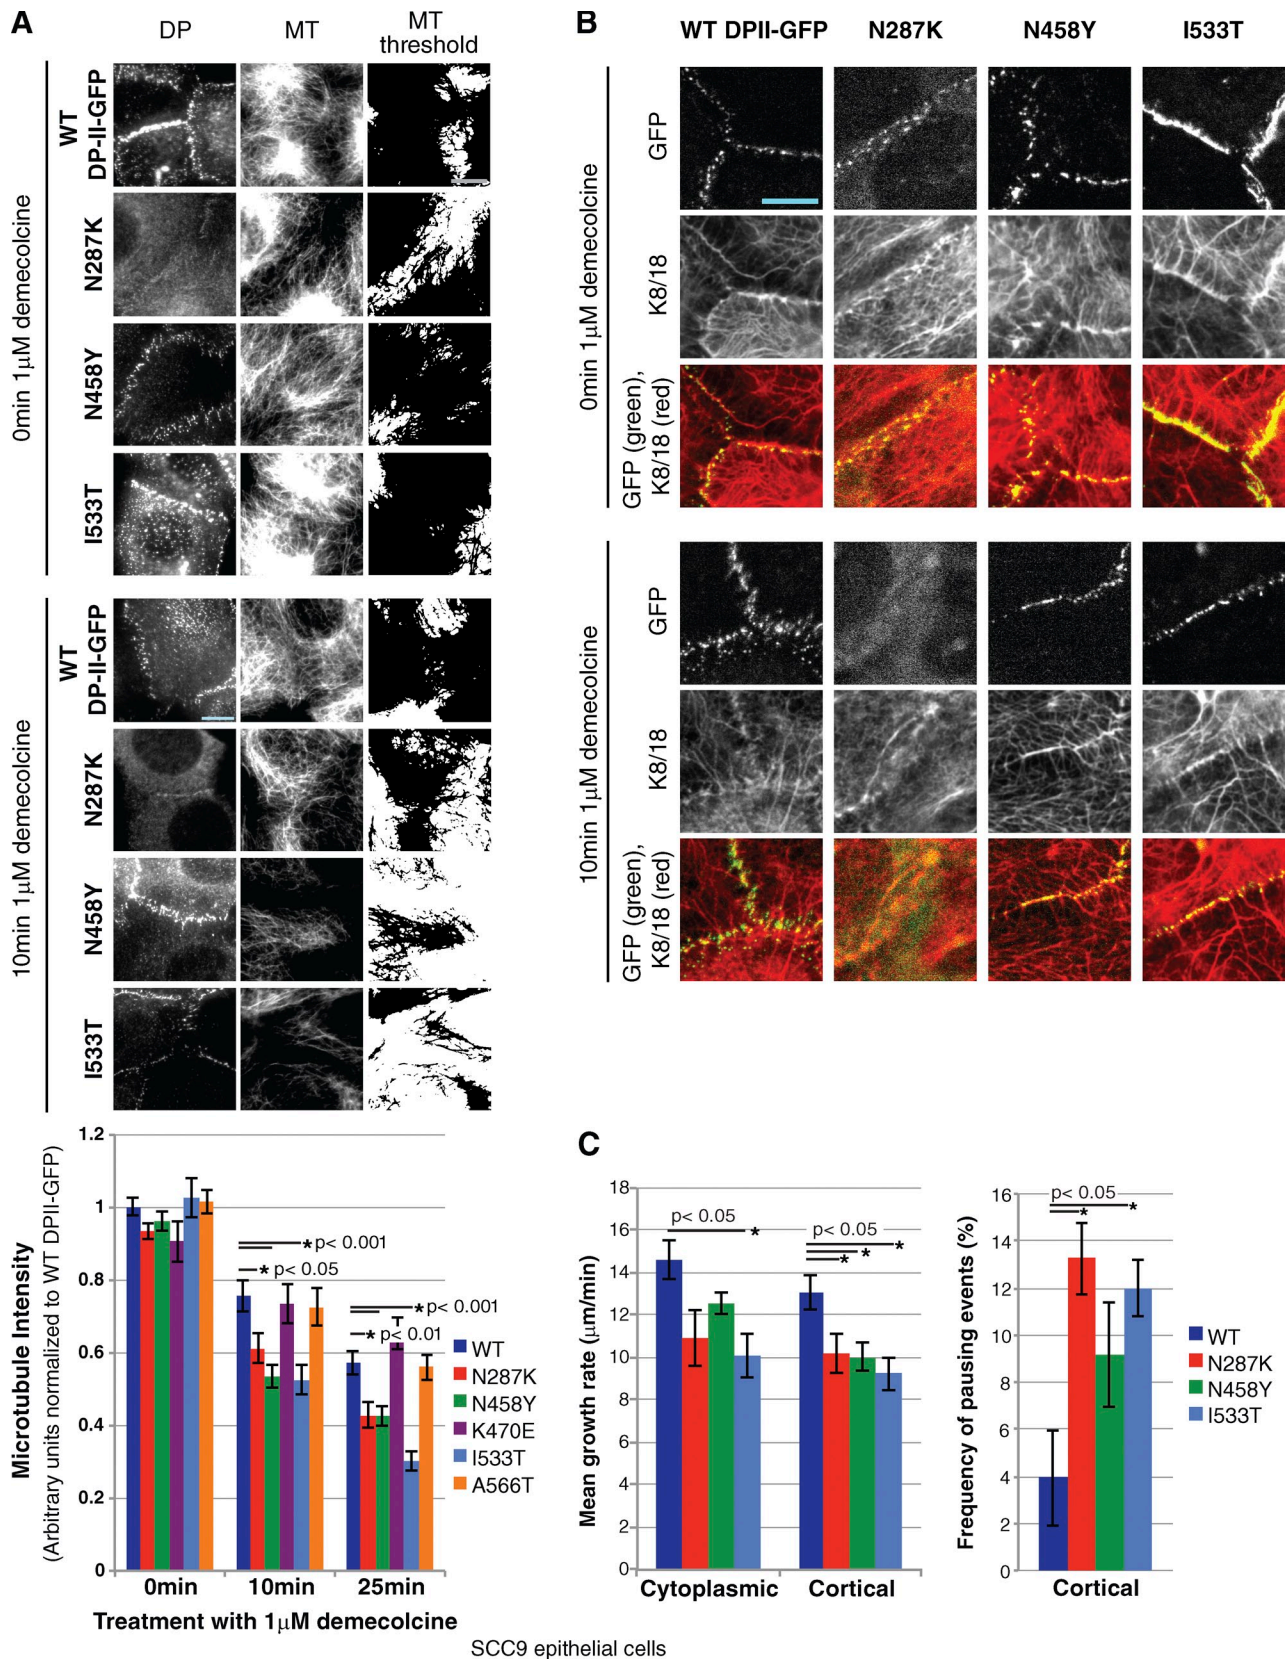 A
DP
MT
MT
threshold
0min 1μM demecolcine
WT
DP-II-GFP
N287K
N458Y
I533T
10min 1μM demecolcine
WT
DP-II-GFP
N287K
N458Y
I533T
B
WT DPII-GFP
N287K
N458Y
I533T
0min 1μM demecolcine
GFP
K8/18
GFP (green),
K8/18 (red)
10min 1μM demecolcine
GFP
K8/18
GFP (green),
K8/18 (red)
Microtubule Intensity
(Arbitrary units normalized to WT DPII-GFP)
1.2
1
0.8
0.6
0.4
0.2
0
* p< 0.001
* p< 0.05
* p< 0.001
* p< 0.01
WT
N287K
N458Y
K470E
I533T
A566T
0min
10min
25min
Treatment with 1μM demecolcine
C
Mean growth rate (μm/min)
18
16
14
12
10
8
6
4
2
0
p< 0.05
*
p< 0.05
*
*
*
Cytoplasmic
Cortical
Frequency of pausing events (%)
16
14
12
10
8
6
4
2
0
p< 0.05
*
*
Cortical
WT
N287K
N458Y
I533T
SCC9 epithelial cells